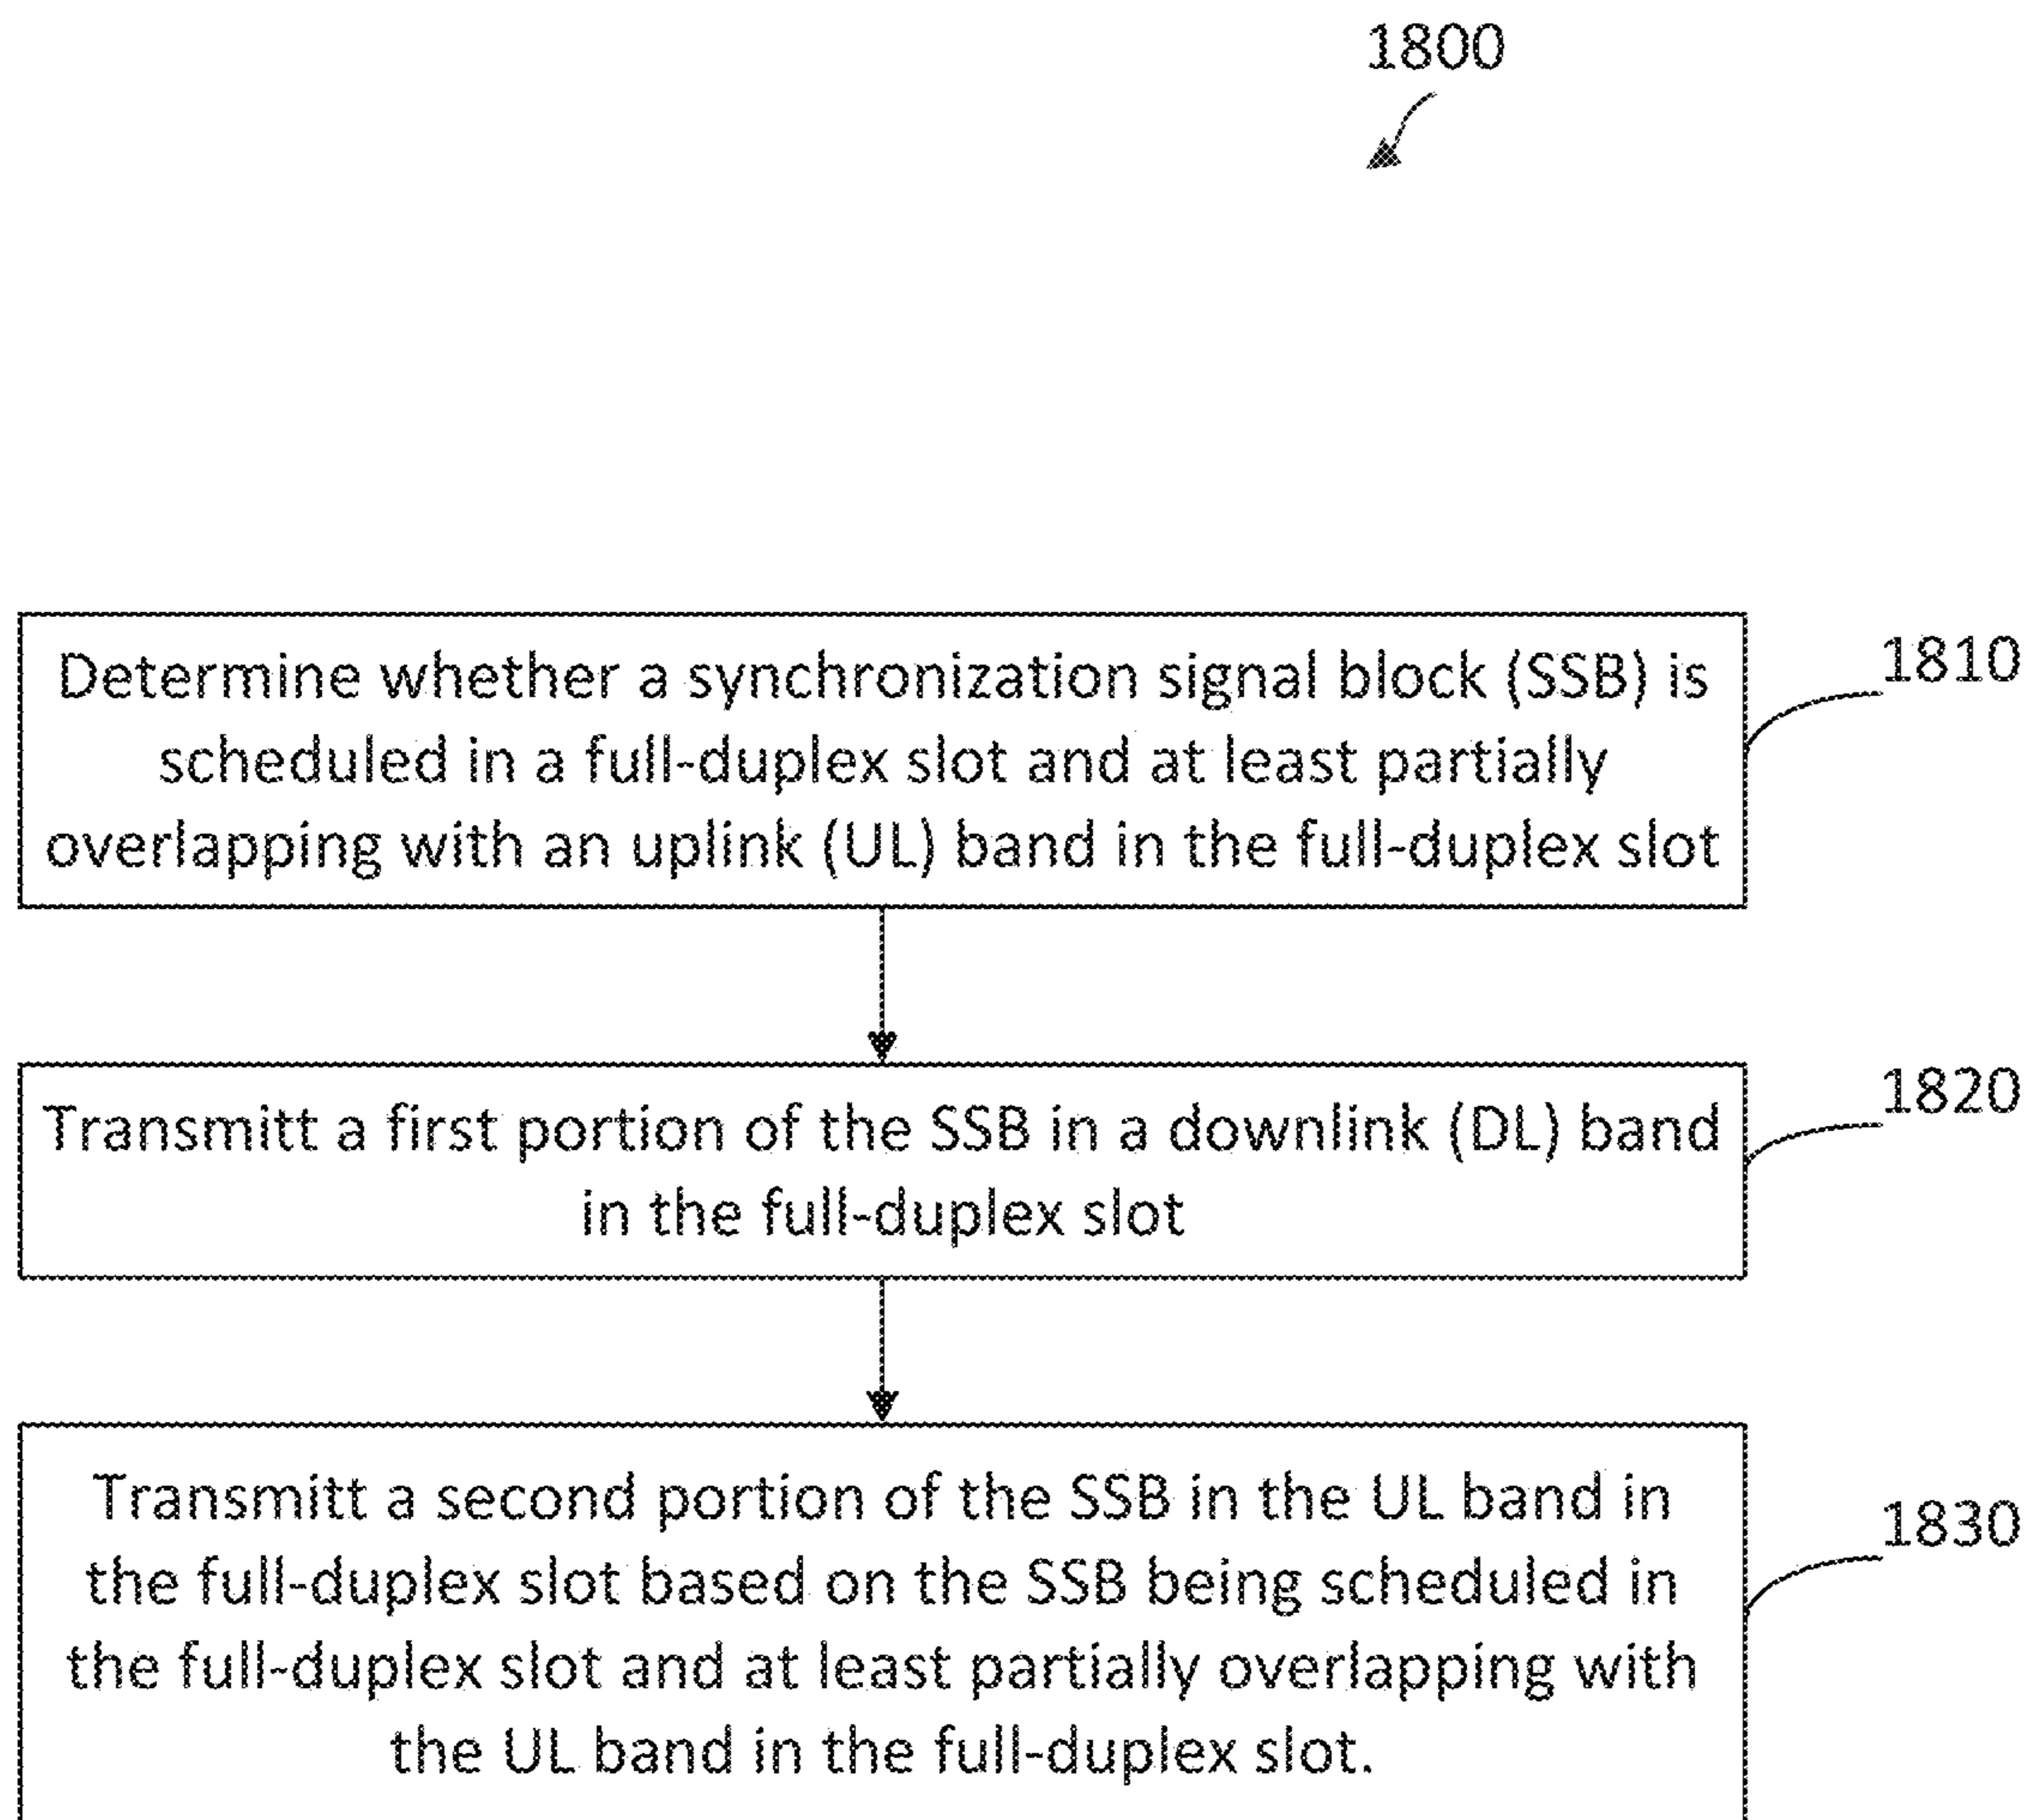 1800
Determine whether a synchronization signal block (SSB) is
scheduled in a full-duplex slot and at least partially
overlapping with an uplink (UL) band in the full-duplex slot
1810
Transmitt a first portion of the SSB in a downlink (DL) band
in the full-duplex slot
1820
Transmitt a second portion of the SSB in the UL band in
the full-duplex slot based on the SSB being scheduled in
the full-duplex slot and at least partially overlapping with
the UL band in the full-duplex slot.
1830